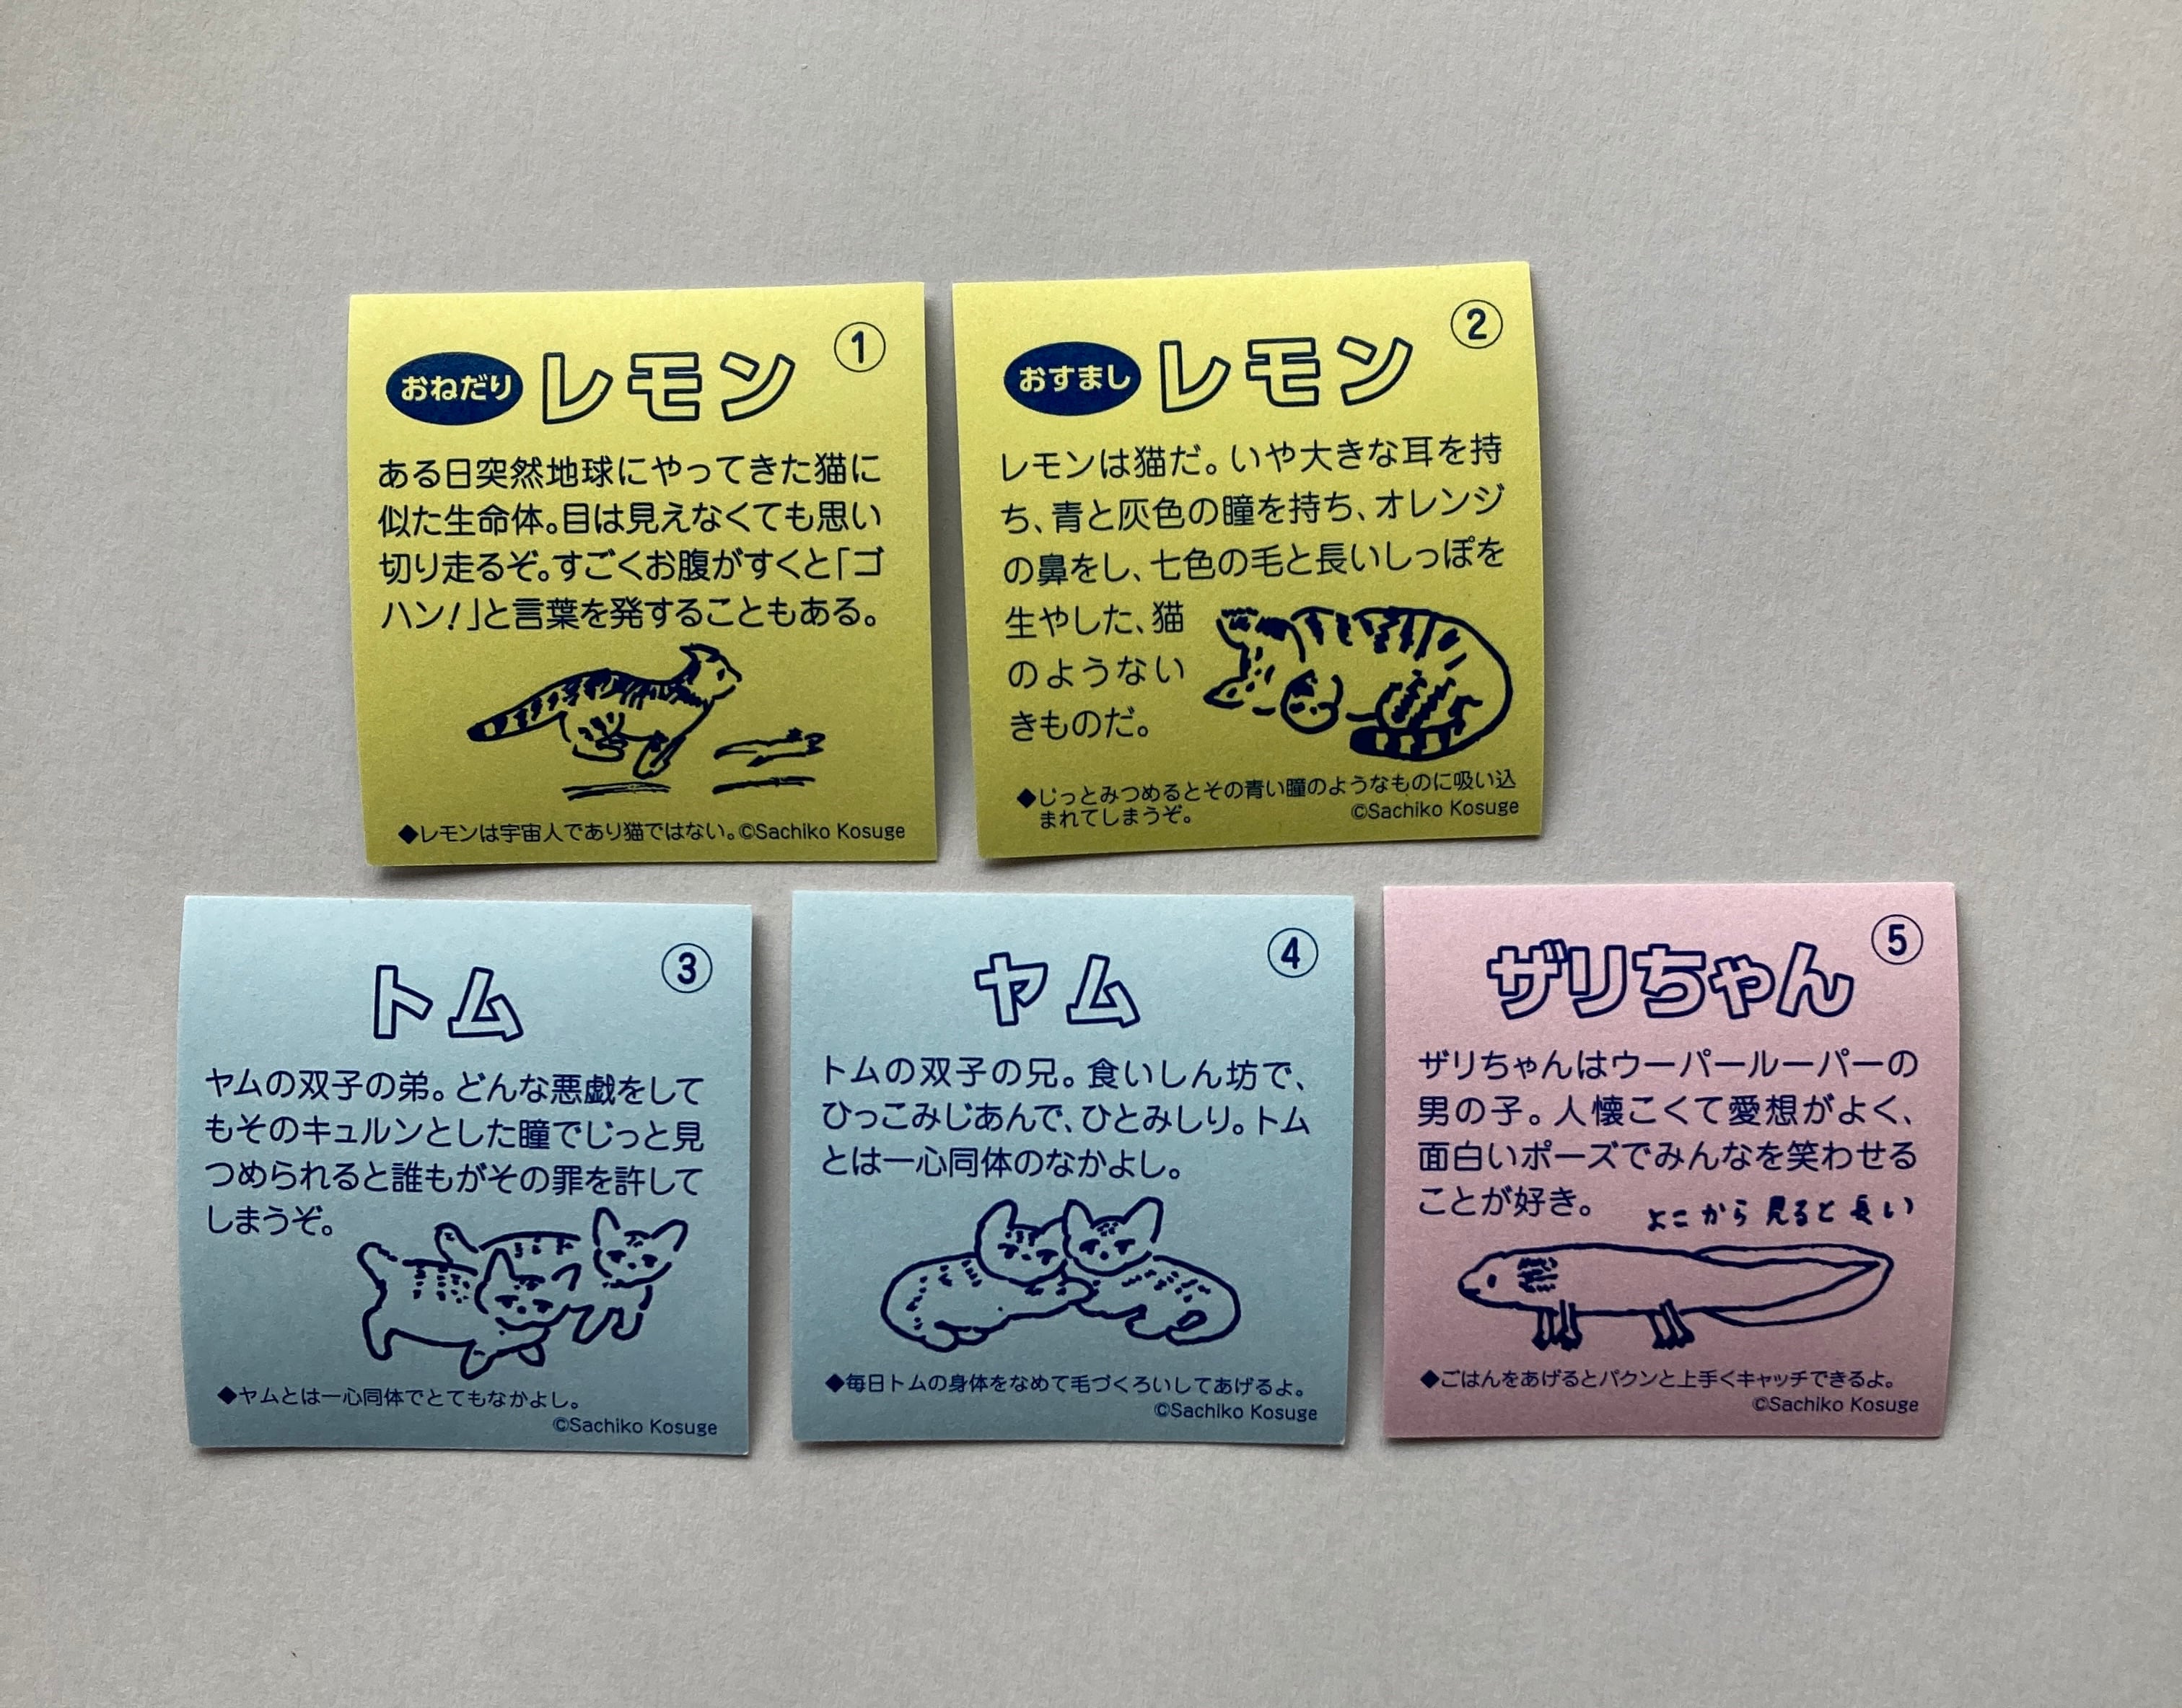 ①
おねだり レモン
ある日突然地球にやってきた猫に
似た生命体。目は見えなくても思い
切り走るぞ。すごくお腹がすくと「ゴ
ハン!」と言葉を発することもある。
◆レモンは宇宙人であり猫ではない。©Sachiko Kosuge
②
おすまし レモン
レモンは猫だ。いや大きな耳を持
ち、青と灰色の瞳を持ち、オレンジ
の鼻をし、七色の毛と長いしっぽを
生やした、猫
のようない
きものだ。
◆じっとみつめるとその青い瞳のようなものに吸い込
まれてしまうぞ。
©Sachiko Kosuge
③
トム
ヤムの双子の弟。どんな悪戯をして
もそのキュルンとした瞳でじっと見
つめられると誰もがその罪を許して
しまうぞ。
◆ヤムとは一心同体でとてもなかよし。
©Sachiko Kosuge
④
ヤム
トムの双子の兄。食いしん坊で、
ひっこみじあんで、ひとみしり。トム
とは一心同体のなかよし。
◆毎日トムの身体をなめて毛づくろいしてあげるよ。
©Sachiko Kosuge
⑤
ザリちゃん
ザリちゃんはウーパールーパーの
男の子。人懐こくて愛想がよく、
面白いポーズでみんなを笑わせる
ことが好き。
よこから見ると長い
◆ごはんをあげるとパクンと上手くキャッチできるよ。
©Sachiko Kosuge